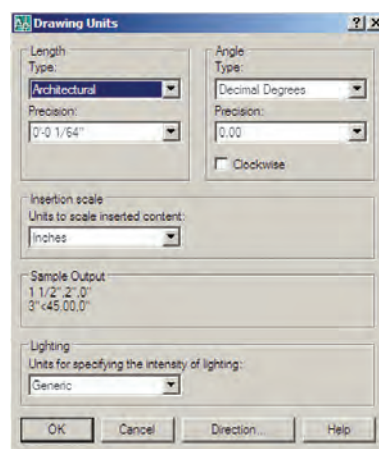 Drawing Units
Length
Type:
Architectural
Precision:
0'-0 1/64"
Angle
Type:
Decimal Degrees
Precision:
0.00
Clockwise
Insertion scale
Units to scale inserted content:
Inches
Sample Output
1 1/2",2",0"
3"<45.00,0"
Lighting
Units for specifying the intensity of lighting:
Generic
OK Cancel Direction... Help